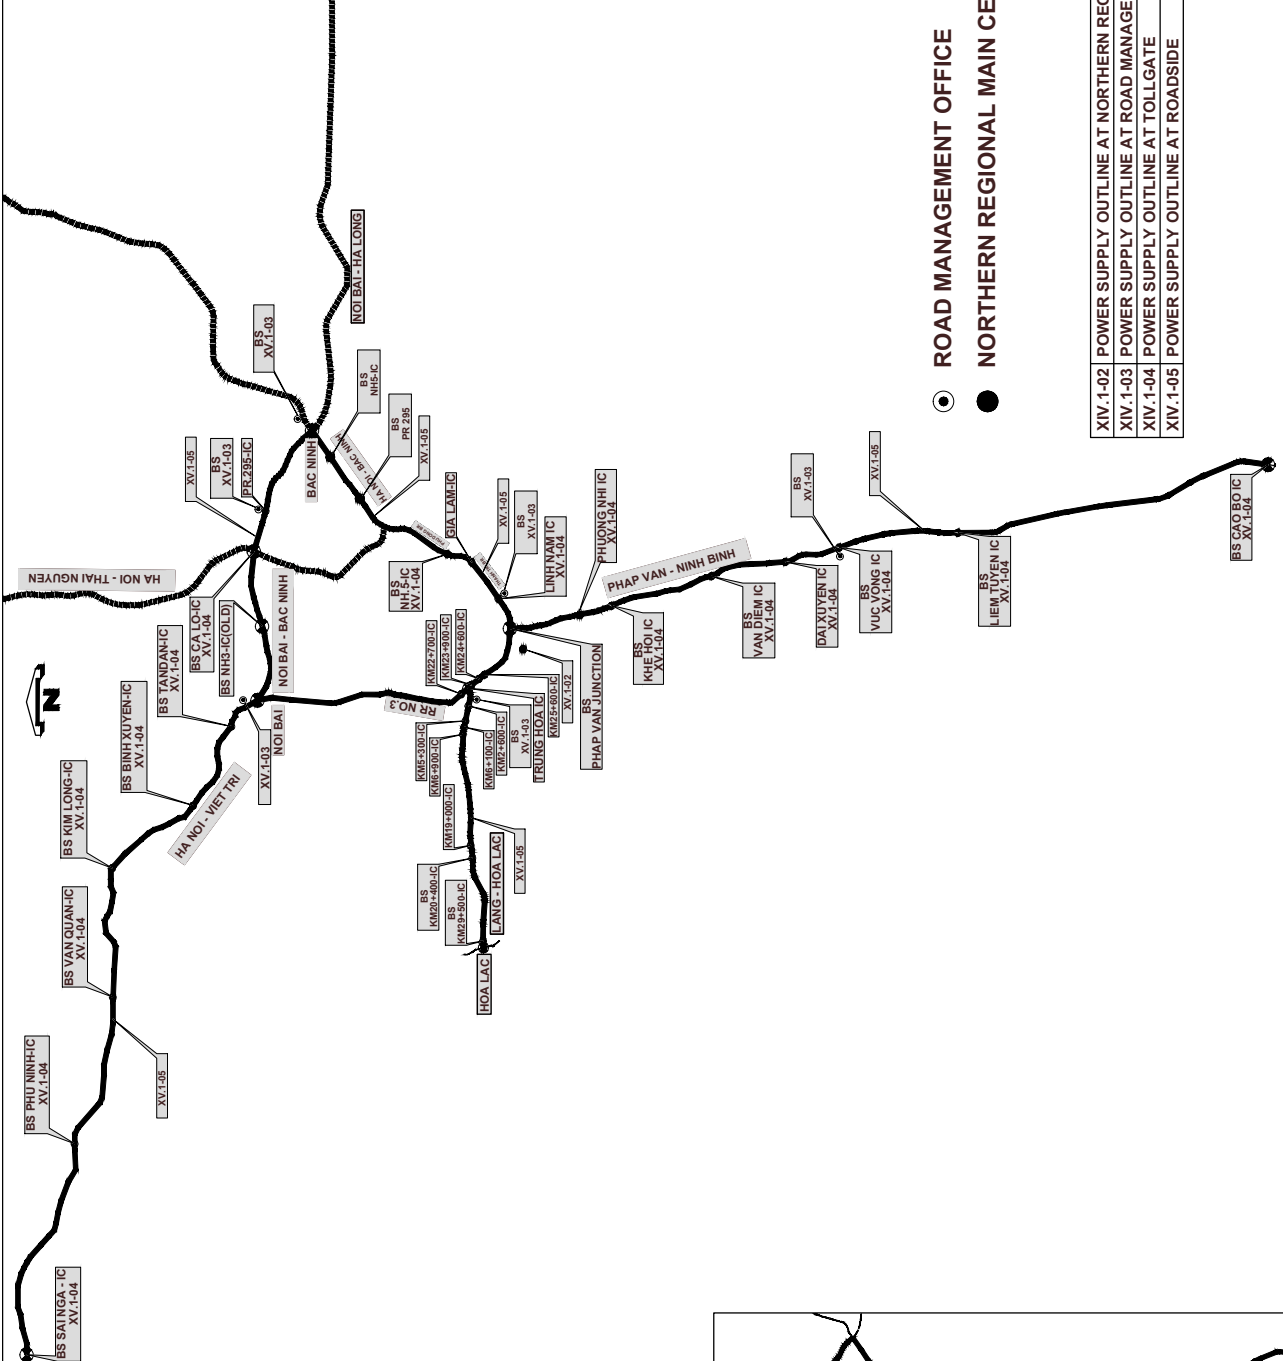 N
HA NOI - THAI NGUYEN
NOI BAI - HA LONG
BS
XV.1-03
BS
NH5-IC
BS
PR 295
XV.1-05
HA NOI - BAC NINH
BAC NINH
XV.1-05
BS
XV.1-03
PR.295-IC
BS CA LO-IC
XV.1-04
BS NH3-IC(OLD)
NOI BAI - BAC NINH
BS TANDAN-IC
XV.1-04
BS BINH XUYEN-IC
XV.1-04
NOI BAI
XV.1-03
HA NOI - VIET TRI
BS KIM LONG-IC
XV.1-04
BS VAN QUAN-IC
XV.1-04
XV.1-05
BS PHU NINH-IC
XV.1-04
BS SAI NGA - IC
XV.1-04
RR NO.3
GIA LAM-IC
BS
NH.5-IC
XV.1-04
XV.1-05
BS
XV.1-03
LINH NAM IC
XV.1-04
PHUONG NHI IC
XV.1-04
KM22+700-IC
KM23+900-IC
KM24+600-IC
KM25+600-IC
XV.1-02
BS
PHAP VAN JUNCTION
TRUNG HOA IC
BS
XV.1-03
KM2+600-IC
KM6+100-IC
KM5+300-IC
KM6+900-IC
KM19+000-IC
XV.1-05
BS
KM20+400-IC
BS
KM29+500-IC
LANG - HOA LAC
HOA LAC
PHAP VAN - NINH BINH
BS
KHE HOI IC
XV.1-04
BS
VAN DIEM IC
XV.1-04
DAI XUYEN IC
XV.1-04
BS
XV.1-03
BS
VUC VONG IC
XV.1-04
XV.1-05
BS
LIEM TUYEN IC
XV.1-04
BS CAO BO IC
XV.1-04
ROAD MANAGEMENT OFFICE
NORTHERN REGIONAL MAIN CE
XIV.1-02 POWER SUPPLY OUTLINE AT NORTHERN REG
XIV.1-03 POWER SUPPLY OUTLINE AT ROAD MANAGE
XIV.1-04 POWER SUPPLY OUTLINE AT TOLLGATE
XIV.1-05 POWER SUPPLY OUTLINE AT ROADSIDE